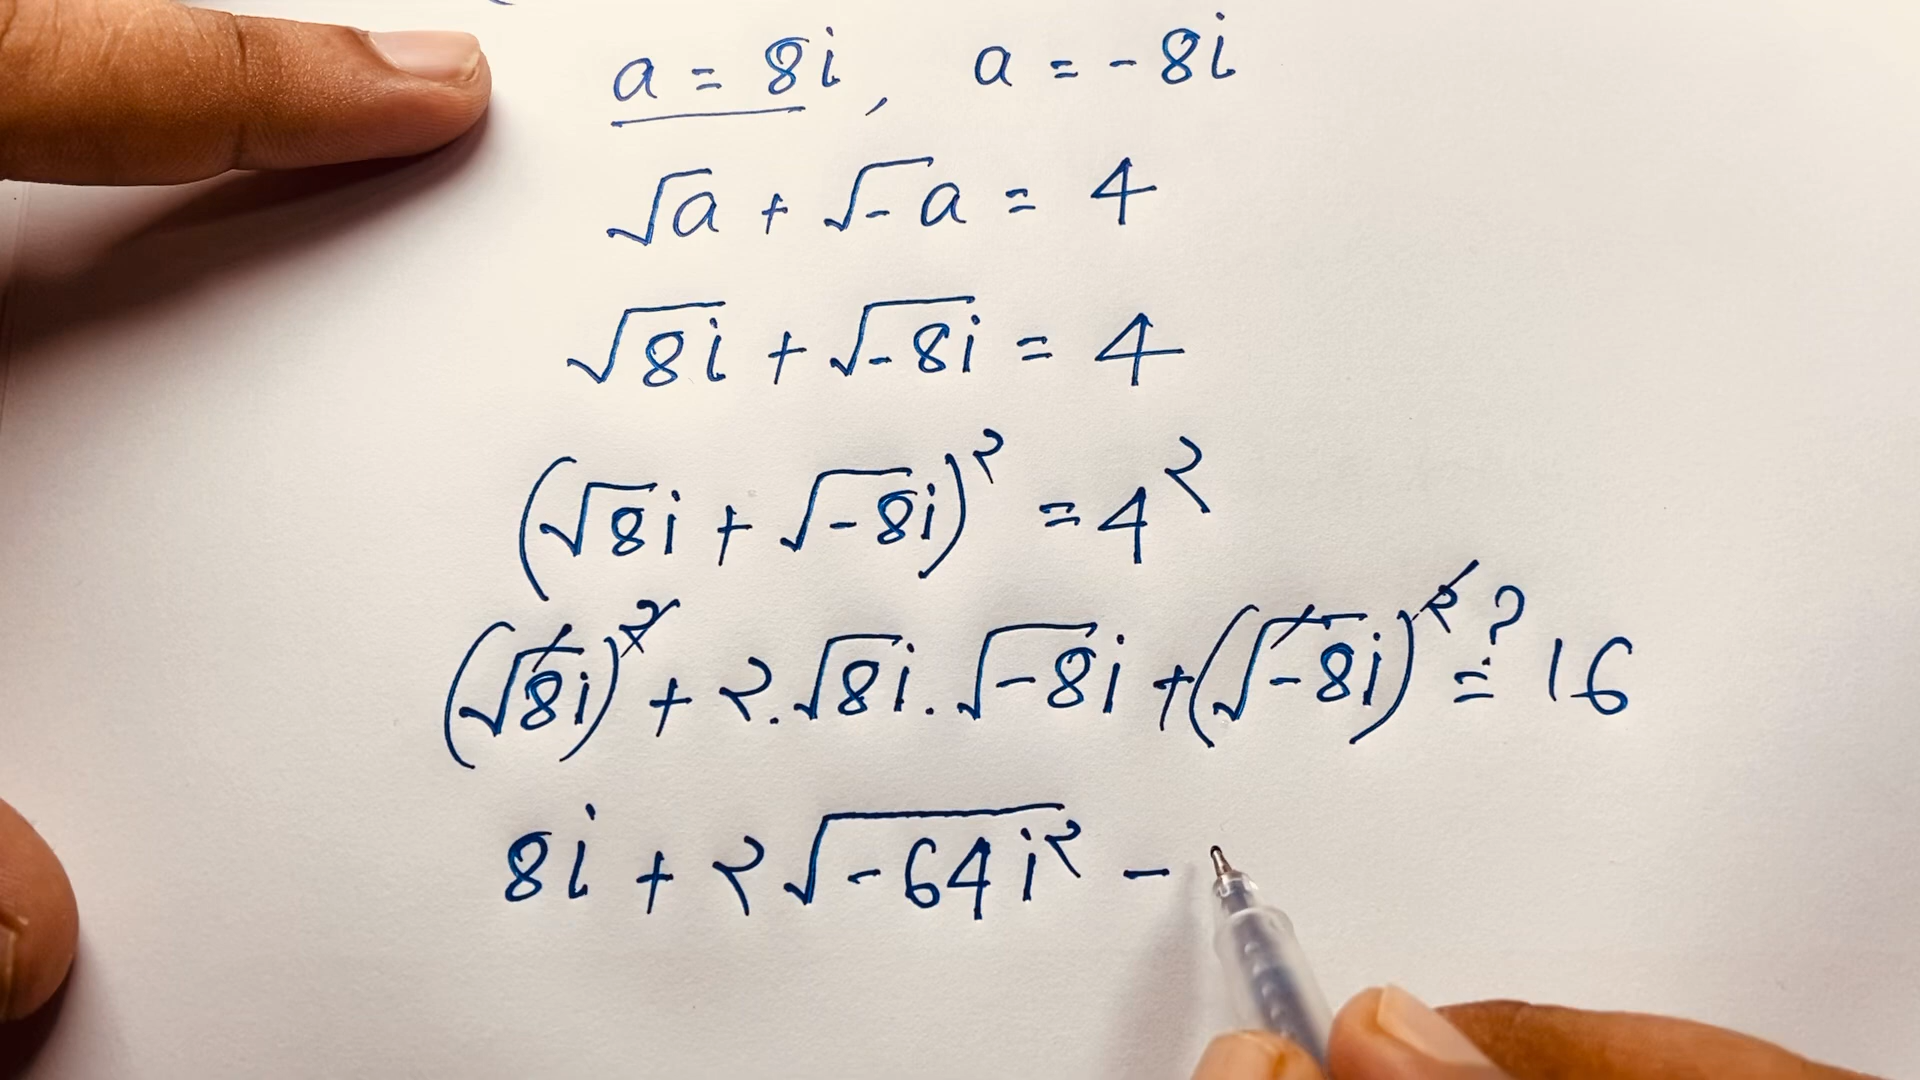 a = 8i , a = -8i
√a + √-a = 4
√8i + √-8i = 4
(√8i + √-8i)² = 4²
(√8i)² + 2.√8i.√-8i + (√-8i)² =? 16
8i + 2√-64i² -